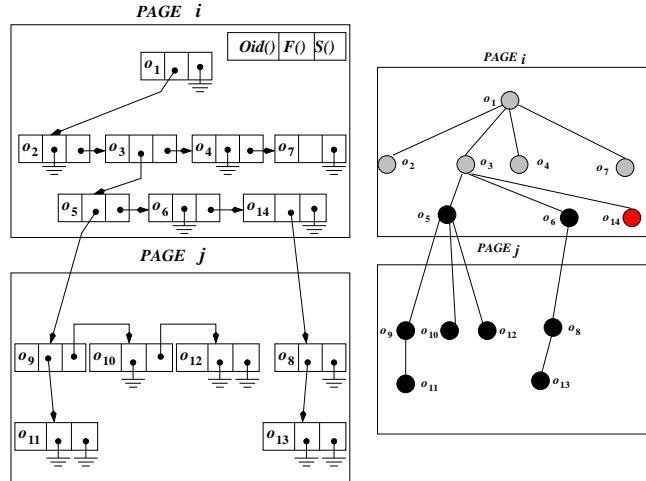 PAGE i
Oid() F() S()
o1
o2 o3 o4 o7
o5 o6 o14
PAGE j
o9 o10 o12 o8
o11 o13
PAGE i
o1
o2 o3 o4 o7
o5 o6 o14
PAGE j
o9 o10 o12 o8
o11 o13